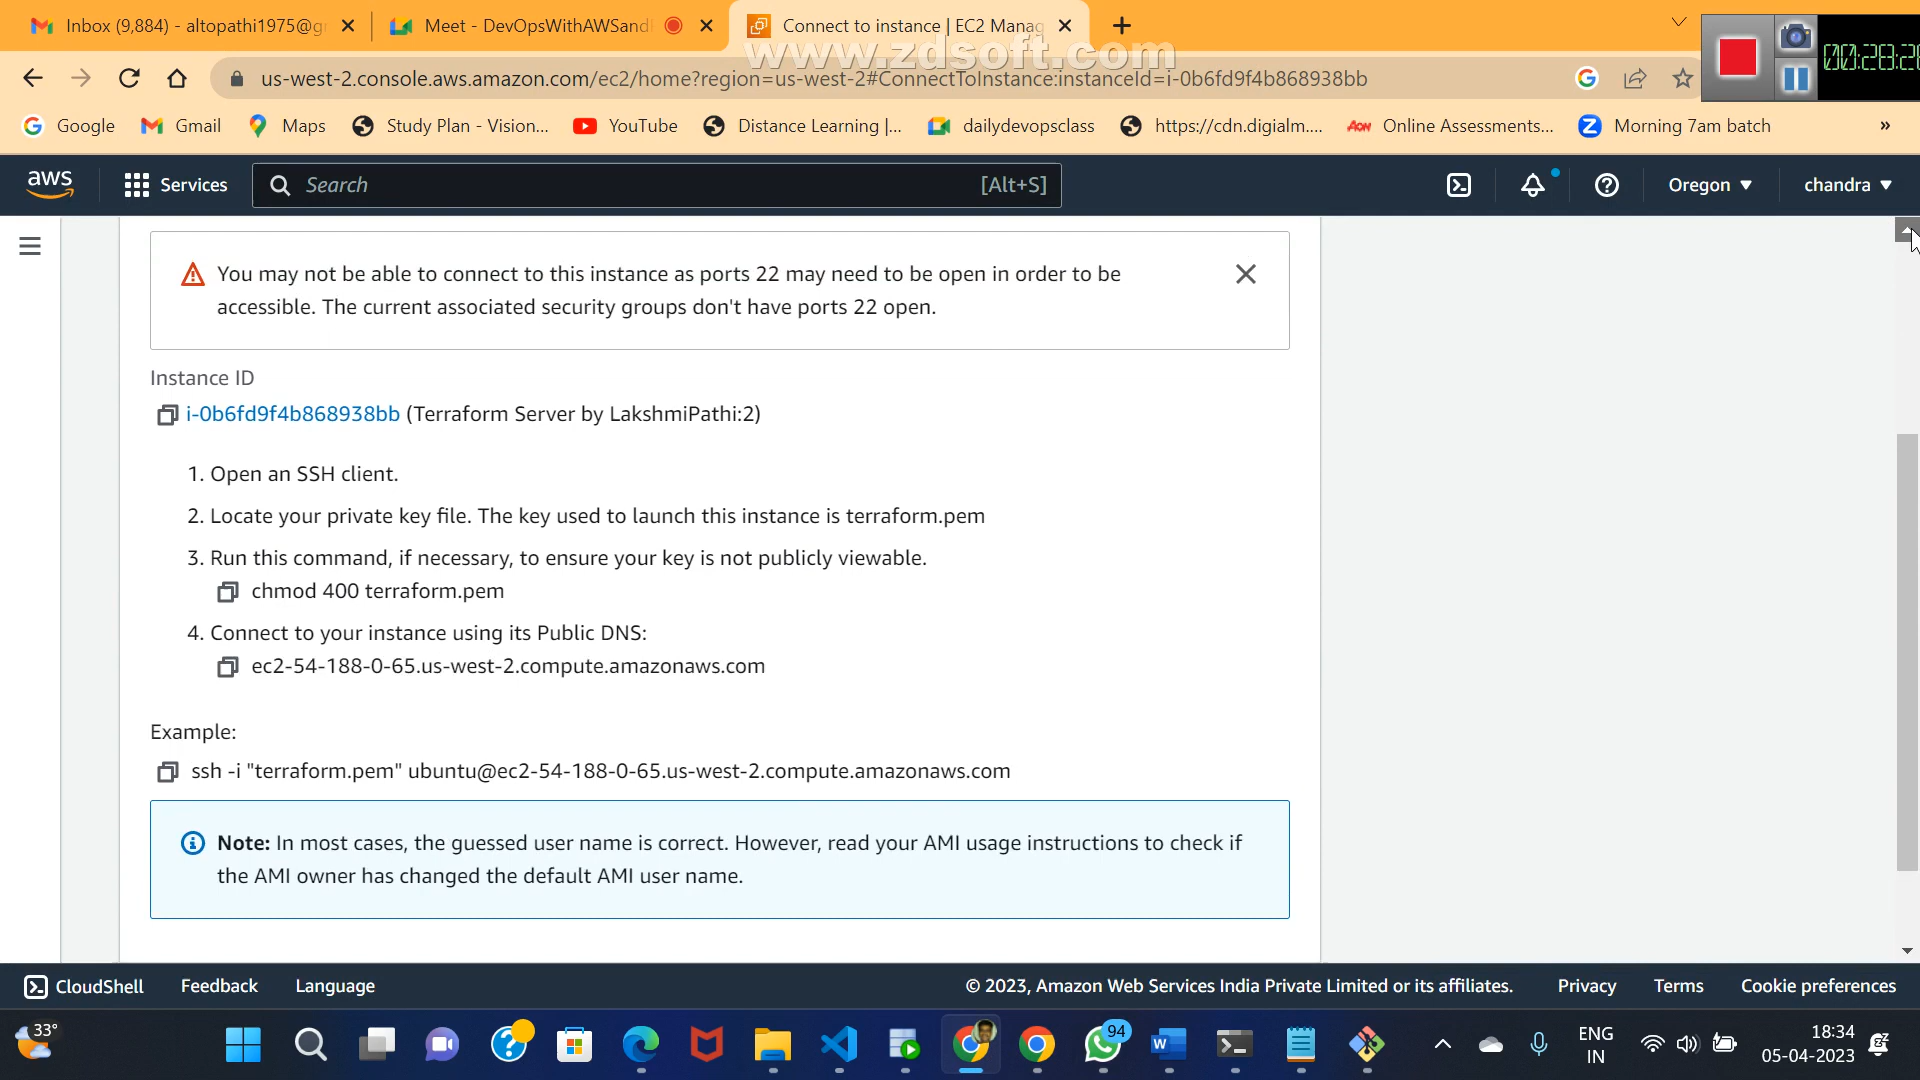 Inbox (9,884) - altopathi1975@g
Meet - DevOpsWithAWSand
Connect to instance | EC2 Manag
www.zdsoft.com
us-west-2.console.aws.amazon.com/ec2/home?region=us-west-2#ConnectToInstance:instanceId=i-0b6fd9f4b868938bb
Google
Gmail
Maps
Study Plan - Vision...
YouTube
Distance Learning |...
dailydevopsclass
https://cdn.digialm....
Online Assessments...
Morning 7am batch
»
aws
Services
Search
[Alt+S]
Oregon
chandra
You may not be able to connect to this instance as ports 22 may need to be open in order to be
accessible. The current associated security groups don't have ports 22 open.
Instance ID
i-0b6fd9f4b868938bb (Terraform Server by LakshmiPathi:2)
1. Open an SSH client.
2. Locate your private key file. The key used to launch this instance is terraform.pem
3. Run this command, if necessary, to ensure your key is not publicly viewable.
chmod 400 terraform.pem
4. Connect to your instance using its Public DNS:
ec2-54-188-0-65.us-west-2.compute.amazonaws.com
Example:
ssh -i "terraform.pem" ubuntu@ec2-54-188-0-65.us-west-2.compute.amazonaws.com
Note: In most cases, the guessed user name is correct. However, read your AMI usage instructions to check if
the AMI owner has changed the default AMI user name.
CloudShell
Feedback
Language
© 2023, Amazon Web Services India Private Limited or its affiliates.
Privacy
Terms
Cookie preferences
33°
94
ENG
IN
18:34
05-04-2023